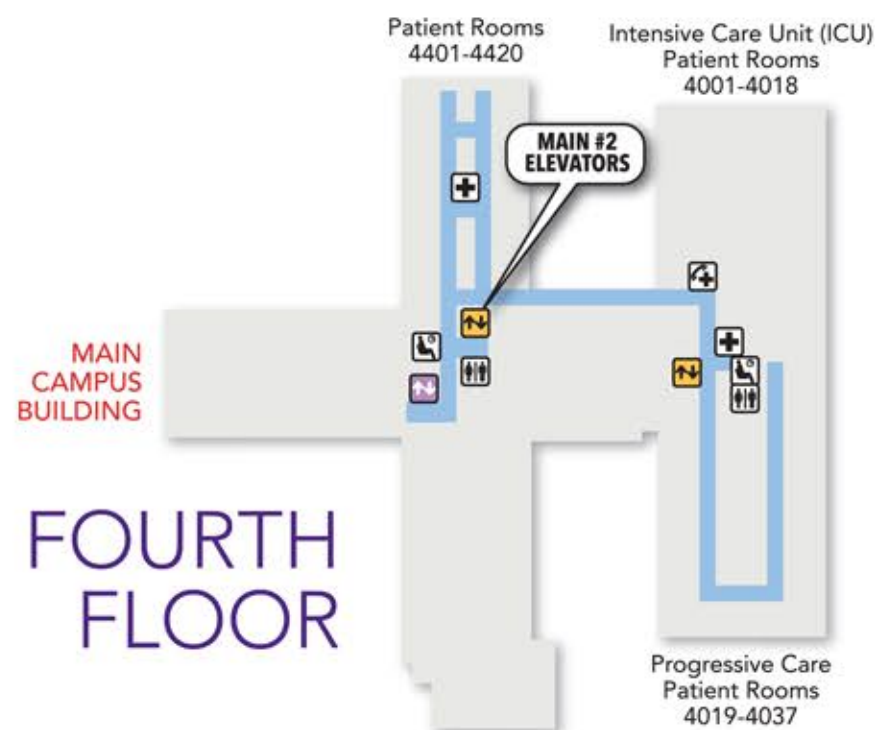 Patient Rooms
4401-4420
Intensive Care Unit (ICU)
Patient Rooms
4001-4018
MAIN #2
ELEVATORS
MAIN
CAMPUS
BUILDING
FOURTH
FLOOR
Progressive Care
Patient Rooms
4019-4037